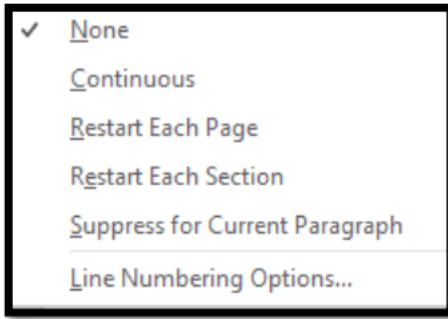 None
Continuous
Restart Each Page
Restart Each Section
Suppress for Current Paragraph
Line Numbering Options...